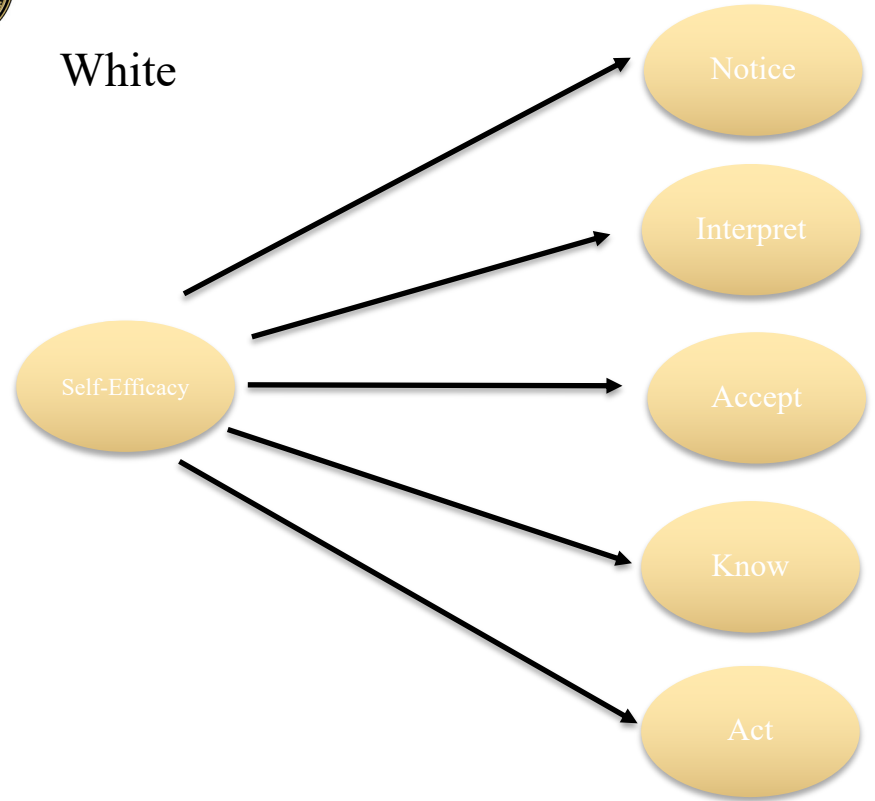 White
Notice
Interpret
Self-Efficacy
Accept
Know
Act